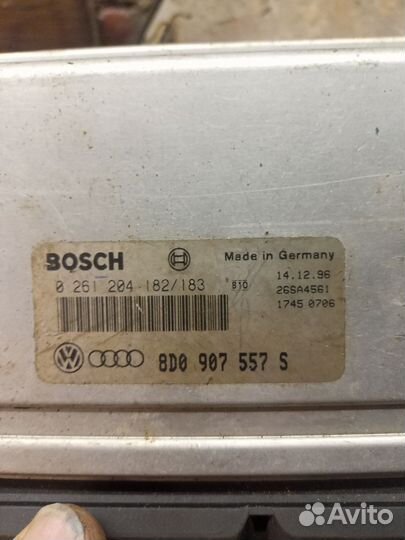 BOSCH
Made in Germany
0 261 204 182/183
14.12.96
26SA4561
1745 0706
8D0 907 557 S
Avito